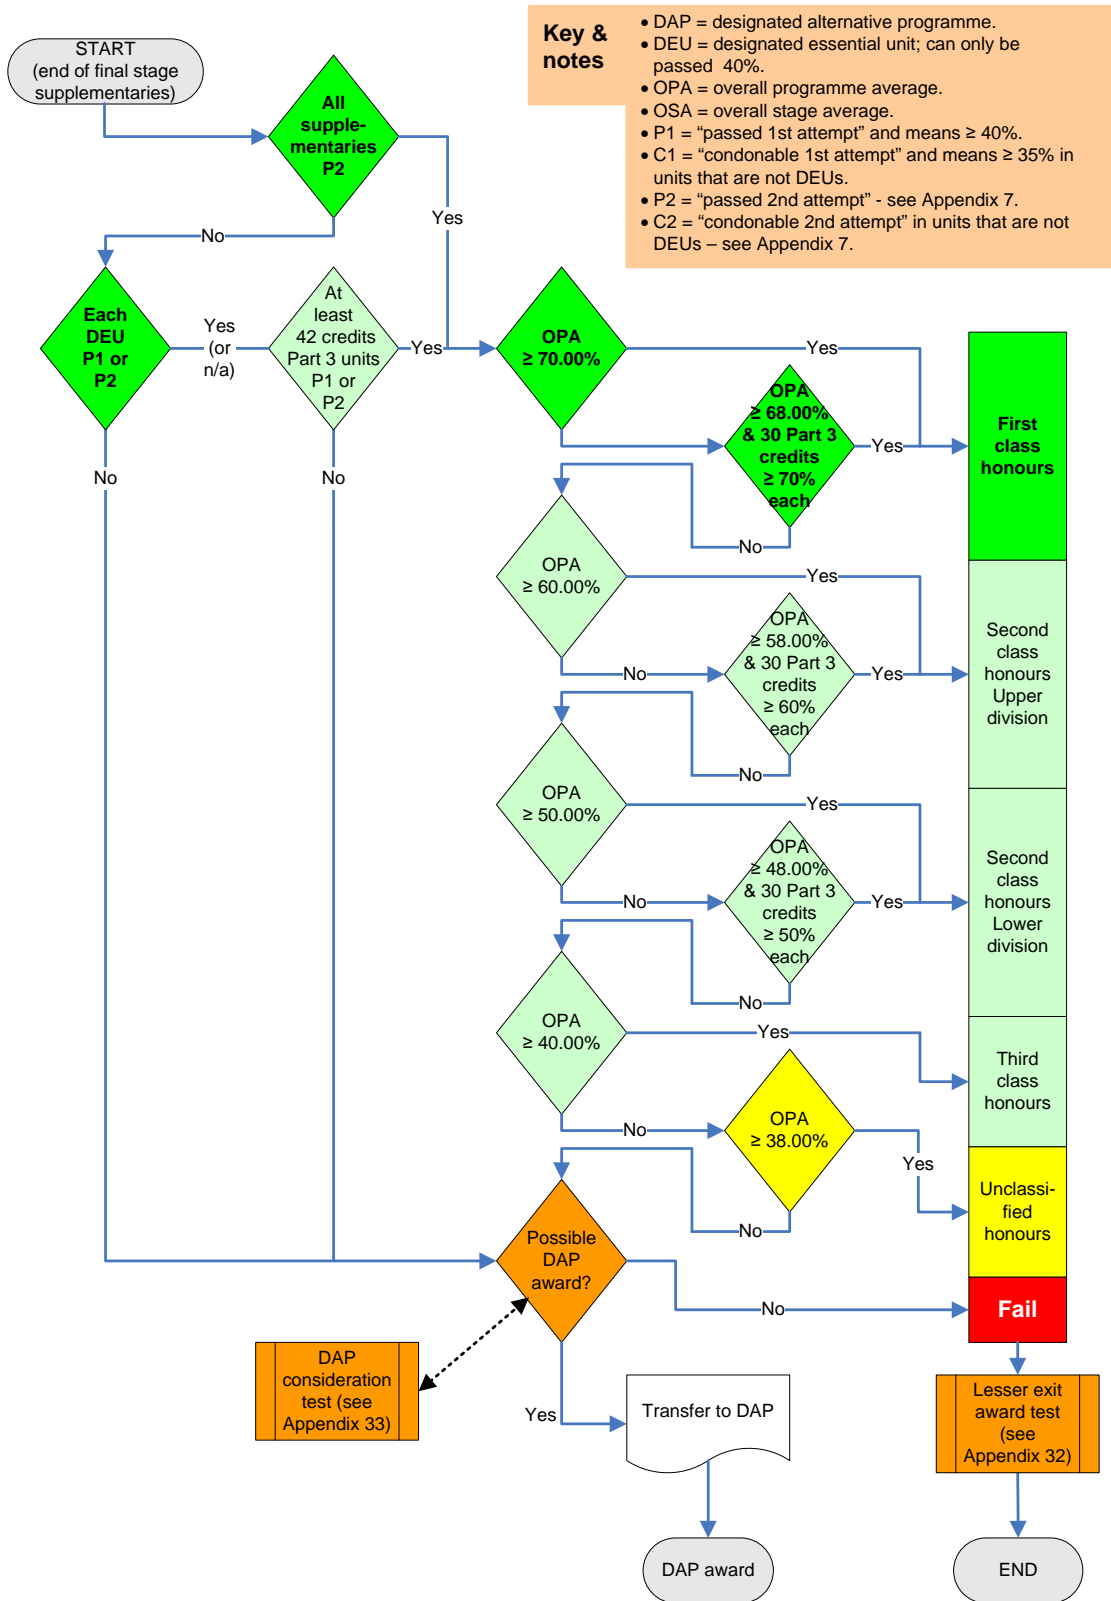 START
(end of final stage
supplementaries)
Key &
notes
• DAP = designated alternative programme.
• DEU = designated essential unit; can only be
passed 40%.
• OPA = overall programme average.
• OSA = overall stage average.
• P1 = “passed 1st attempt” and means ≥ 40%.
• C1 = “condonable 1st attempt” and means ≥ 35% in
units that are not DEUs.
• P2 = “passed 2nd attempt” - see Appendix 7.
• C2 = “condonable 2nd attempt” in units that are not
DEUs – see Appendix 7.
All
supple-
mentaries
P2
Yes
No
Each
DEU
P1 or
P2
Yes
(or
n/a)
At
least
42 credits
Part 3 units
P1 or
P2
Yes
No
No
OPA
≥ 70.00%
Yes
OPA
≥ 68.00%
& 30 Part 3
credits
≥ 70%
each
Yes
No
First
class
honours
OPA
≥ 60.00%
Yes
No
OPA
≥ 58.00%
& 30 Part 3
credits
≥ 60%
each
Yes
No
Second
class
honours
Upper
division
OPA
≥ 50.00%
Yes
No
OPA
≥ 48.00%
& 30 Part 3
credits
≥ 50%
each
Yes
No
Second
class
honours
Lower
division
OPA
≥ 40.00%
Yes
No
Third
class
honours
OPA
≥ 38.00%
Yes
No
Unclassi-
fied
honours
Possible
DAP
award?
No
Fail
Yes
DAP
consideration
test (see
Appendix 33)
Transfer to DAP
Lesser exit
award test
(see
Appendix 32)
DAP award
END